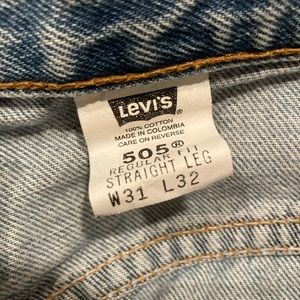 Levi's
100% COTTON
MADE IN COLOMBIA
CARE ON REVERSE
505®
REGULAR FIT
STRAIGHT LEG
W31 L32